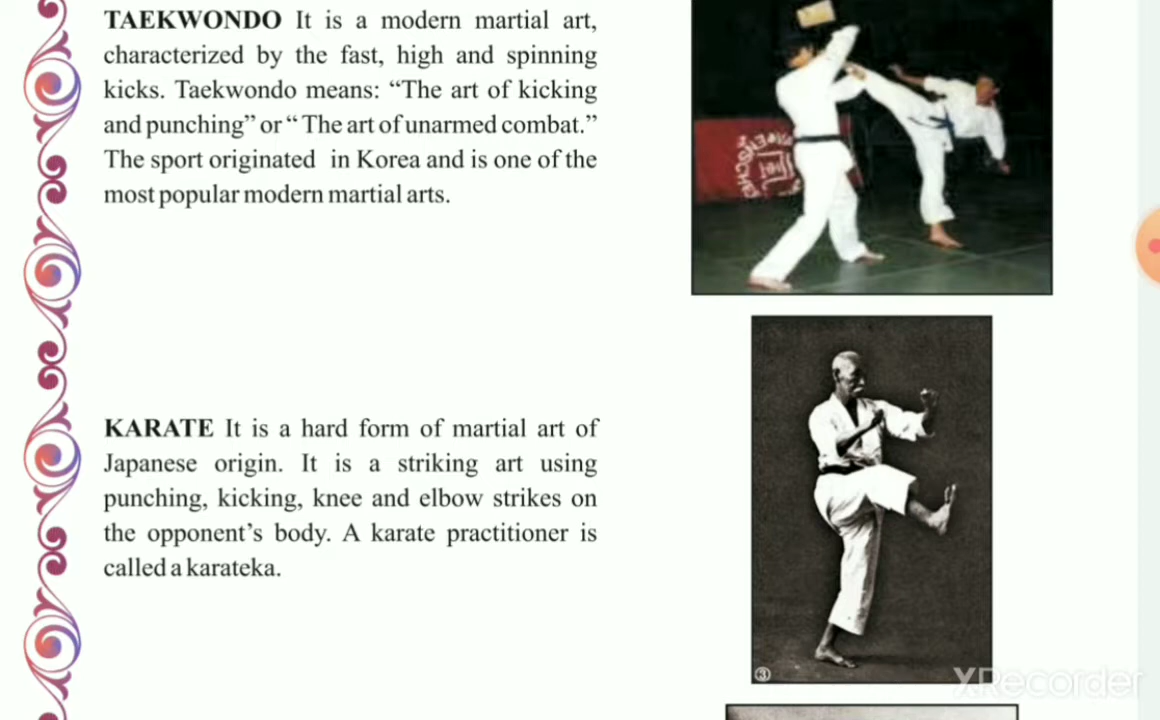 TAEKWONDO It is a modern martial art,
characterized by the fast, high and spinning
kicks. Taekwondo means: “The art of kicking
and punching” or “ The art of unarmed combat.”
The sport originated in Korea and is one of the
most popular modern martial arts.
KARATE It is a hard form of martial art of
Japanese origin. It is a striking art using
punching, kicking, knee and elbow strikes on
the opponent’s body. A karate practitioner is
called a karateka.
③
XRecorder